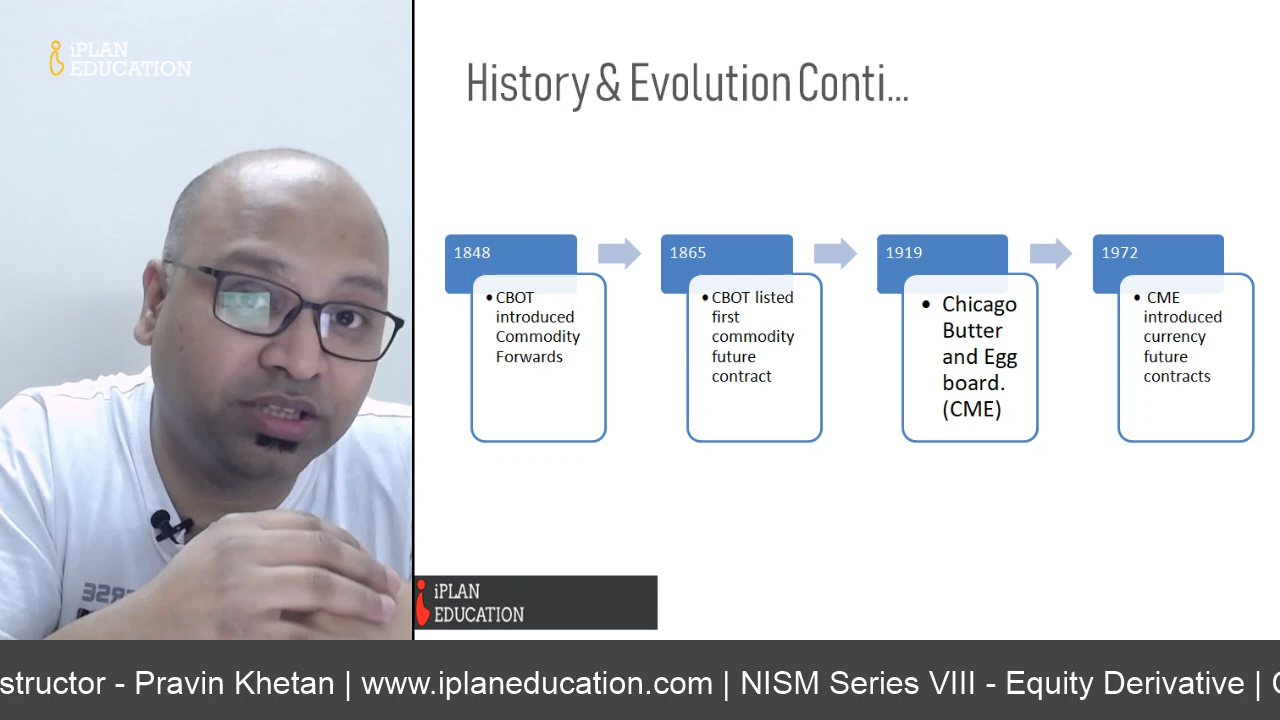 iPLAN
EDUCATION
History & Evolution Conti...
1848
• CBOT
introduced
Commodity
Forwards
1865
• CBOT listed
first
commodity
future
contract
1919
• Chicago
Butter
and Egg
board.
(CME)
1972
• CME
introduced
currency
future
contracts
iPLAN
EDUCATION
structor - Pravin Khetan | www.iplaneducation.com | NISM Series VIII - Equity Derivative |